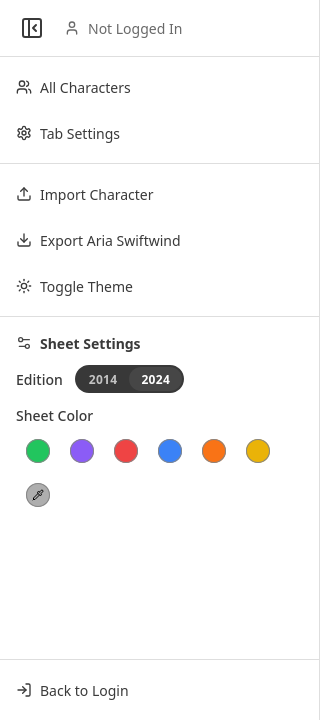 Not Logged In
All Characters
Tab Settings
Import Character
Export Aria Swiftwind
Toggle Theme
Sheet Settings
Edition 2014 2024
Sheet Color
Back to Login